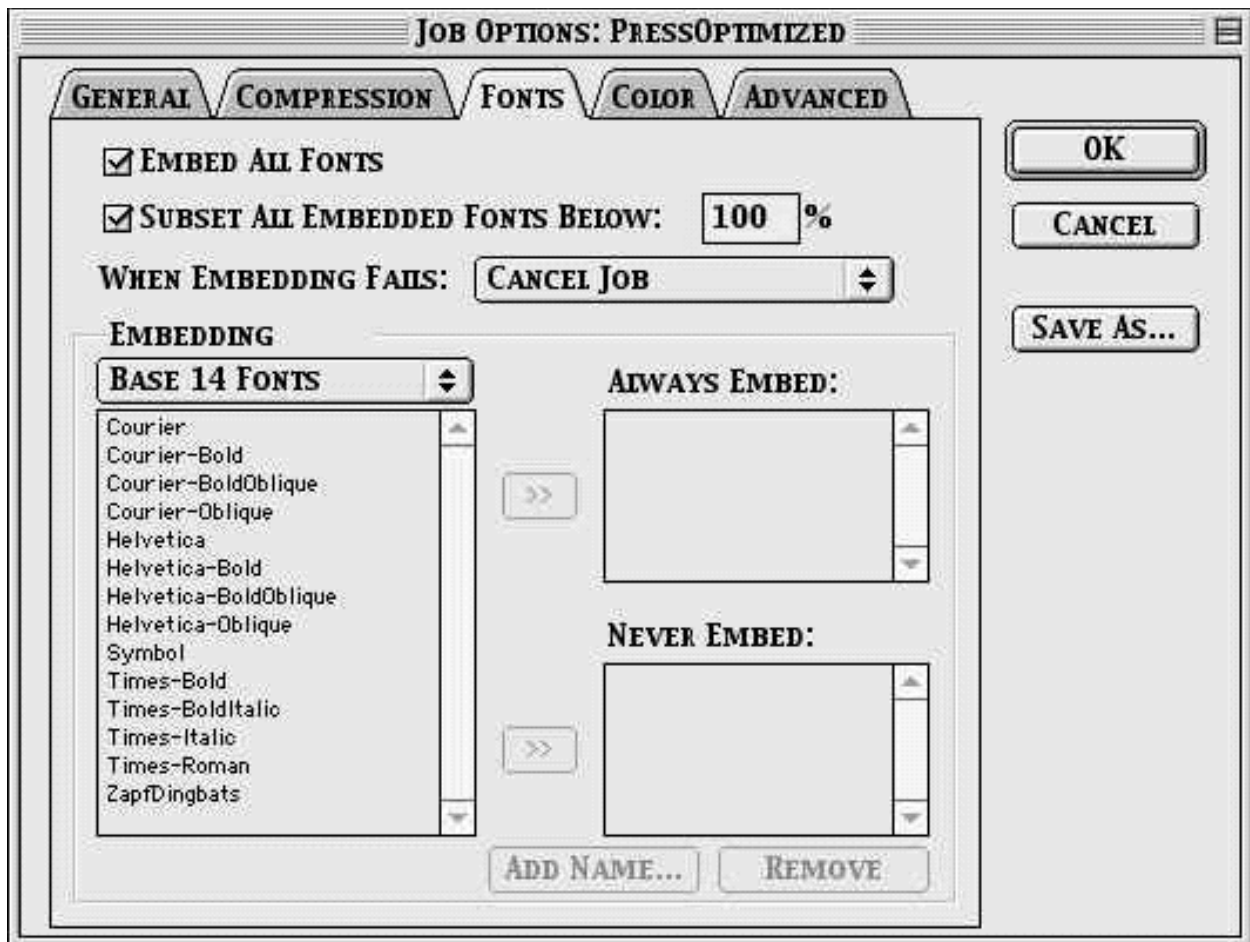 Job Options: PressOptimized
General Compression Fonts Color Advanced
Embed All Fonts
Subset All Embedded Fonts Below: 100 %
When Embedding Fails: Cancel Job
OK
Cancel
Save As...
Embedding
Base 14 Fonts
Courier
Courier-Bold
Courier-BoldOblique
Courier-Oblique
Helvetica
Helvetica-Bold
Helvetica-BoldOblique
Helvetica-Oblique
Symbol
Times-Bold
Times-BoldItalic
Times-Italic
Times-Roman
ZapfDingbats
>>
>>
Always Embed:
Never Embed:
Add Name... Remove